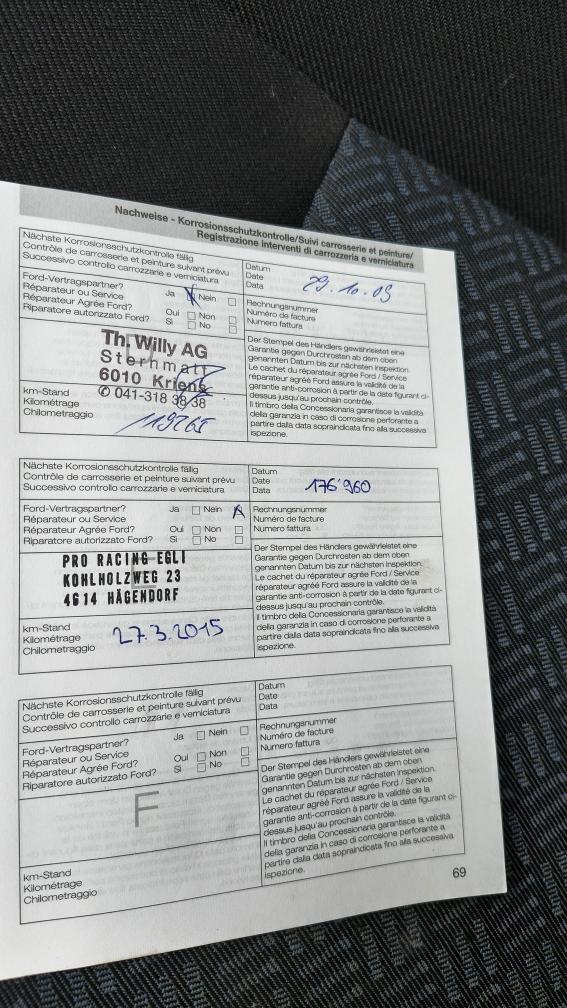 Nachweise - Korrosionsschutzkontrolle/Suivi carrosserie et peinture/
Registrazione interventi di carrozzeria e verniciatura
Nächste Korrosionsschutzkontrolle fällig
Contrôle de carrosserie et peinture suivant prévu
Successivo controllo carrozzarie e verniciatura
Datum
Date
Data
29.10.09
Ford-Vertragspartner?
Réparateur ou Service
Réparateur Agrée Ford?
Riparatore autorizzato Ford?
Ja Nein
Oui Non
Si No
Rechnungsnummer
Numéro de facture
Numero fattura
Th. Willy AG
Sternmatt
6010 Kriens
✆ 041-318 38 38
km-Stand
Kilométrage
Chilometraggio
119265
Der Stempel des Händlers gewährleistet eine
Garantie gegen Durchrosten ab dem oben
genannten Datum bis zur nächsten Inspektion.
Le cachet du réparateur agrée Ford / Service
réparateur agréé Ford assure la validité de la
garantie anti-corrosion à partir de la date figurant ci-
dessus jusqu'au prochain contrôle.
Il timbro della Concessionaria garantisce la validità
della garanzia in caso di corrosione perforante a
partire dalla data sopraindicata fino alla successiva
ispezione.
Nächste Korrosionsschutzkontrolle fällig
Contrôle de carrosserie et peinture suivant prévu
Successivo controllo carrozzarie e verniciatura
Datum
Date
Data
176'960
Ford-Vertragspartner?
Réparateur ou Service
Réparateur Agrée Ford?
Riparatore autorizzato Ford?
Ja Nein
Oui Non
Si No
Rechnungsnummer
Numéro de facture
Numero fattura
PRO RACING EGLI
KOHLHOLZWEG 23
4614 HÄGENDORF
km-Stand
Kilométrage
Chilometraggio
27.3.2015
Der Stempel des Händlers gewährleistet eine
Garantie gegen Durchrosten ab dem oben
genannten Datum bis zur nächsten Inspektion.
Le cachet du réparateur agrée Ford / Service
réparateur agréé Ford assure la validité de la
garantie anti-corrosion à partir de la date figurant ci-
dessus jusqu'au prochain contrôle.
Il timbro della Concessionaria garantisce la validità
della garanzia in caso di corrosione perforante a
partire dalla data sopraindicata fino alla successiva
ispezione.
Nächste Korrosionsschutzkontrolle fällig
Contrôle de carrosserie et peinture suivant prévu
Successivo controllo carrozzarie e verniciatura
Datum
Date
Data
Ford-Vertragspartner?
Réparateur ou Service
Réparateur Agrée Ford?
Riparatore autorizzato Ford?
Ja Nein
Oui Non
Si No
Rechnungsnummer
Numéro de facture
Numero fattura
F
km-Stand
Kilométrage
Chilometraggio
Der Stempel des Händlers gewährleistet eine
Garantie gegen Durchrosten ab dem oben
genannten Datum bis zur nächsten Inspektion.
Le cachet du réparateur agrée Ford / Service
réparateur agréé Ford assure la validité de la
garantie anti-corrosion à partir de la date figurant ci-
dessus jusqu'au prochain contrôle.
Il timbro della Concessionaria garantisce la validità
della garanzia in caso di corrosione perforante a
partire dalla data sopraindicata fino alla successiva
ispezione.
69